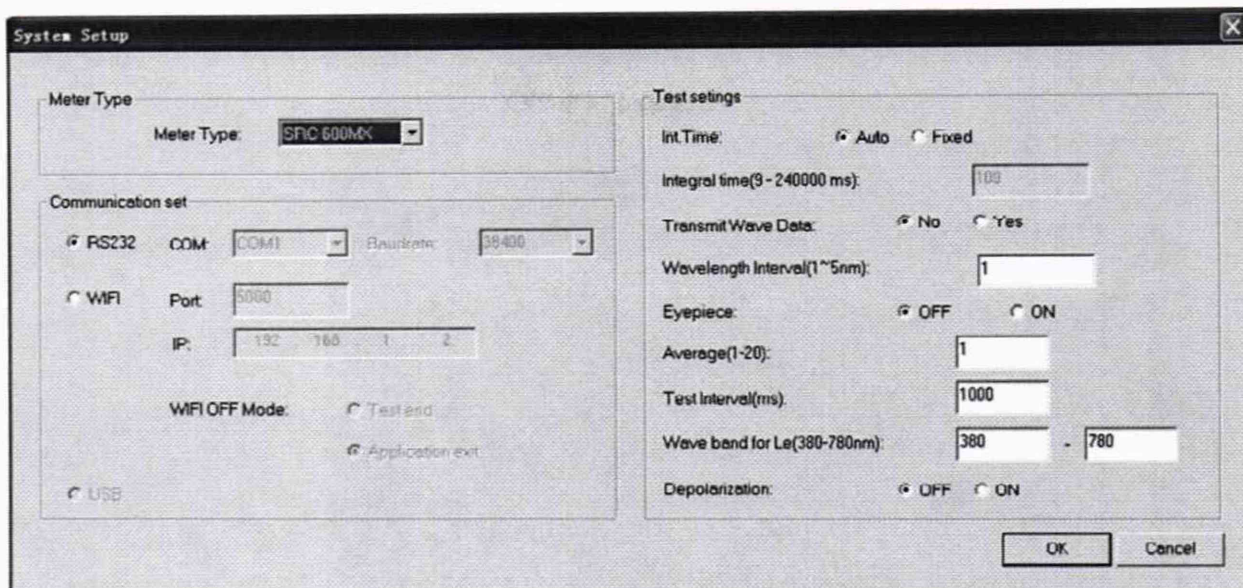 System Setup
Meter Type
Meter Type: SRC 600MX
Communication set
RS232 COM: COM1 Baudrate: 38400
WIFI Port: 5000
IP: 192 168 1 2
WIFI OFF Mode: Test end
Application exit
USB
Test setings
Int.Time: Auto Fixed
Integral time(9 - 240000 ms): 100
Transmit Wave Data: No Yes
Wavelength Interval(1~5nm): 1
Eyepiece: OFF ON
Average(1-20): 1
Test Interval(ms): 1000
Wave band for Le(380-780nm): 380 - 780
Depolarization: OFF ON
OK Cancel